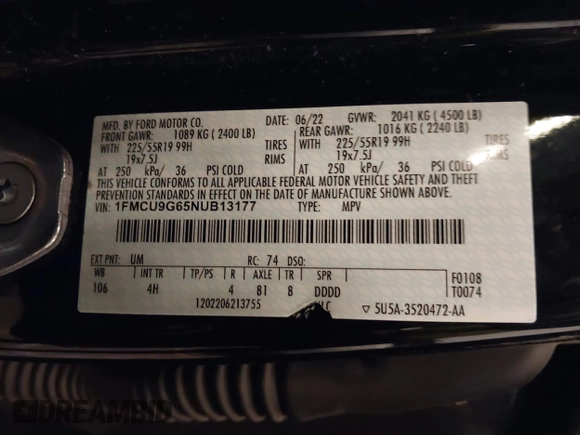 MFD. BY FORD MOTOR CO. DATE: 06/22 GVWR: 2041 KG ( 4500 LB)
FRONT GAWR: 1089 KG ( 2400 LB) REAR GAWR: 1016 KG ( 2240 LB)
WITH 225/55R19 99H TIRES WITH 225/55R19 99H TIRES
19x7.5J RIMS 19x7.5J RIMS
AT 250 kPa/ 36 PSI COLD AT 250 kPa/ 36 PSI COLD
THIS VEHICLE CONFORMS TO ALL APPLICABLE FEDERAL MOTOR VEHICLE SAFETY AND THEFT
PREVENTION STANDARDS IN EFFECT ON THE DATE OF MANUFACTURE SHOWN ABOVE.
VIN: 1FMCU9G65NUB13177 TYPE: MPV
EXT PNT: UM RC: 74 DSO:
WB INT TR TP/PS R AXLE TR SPR F0108
106 4H 4 81 8 DDDD T0074
1202206213755 ▽ 5U5A-3520472-AA
DREAMBID